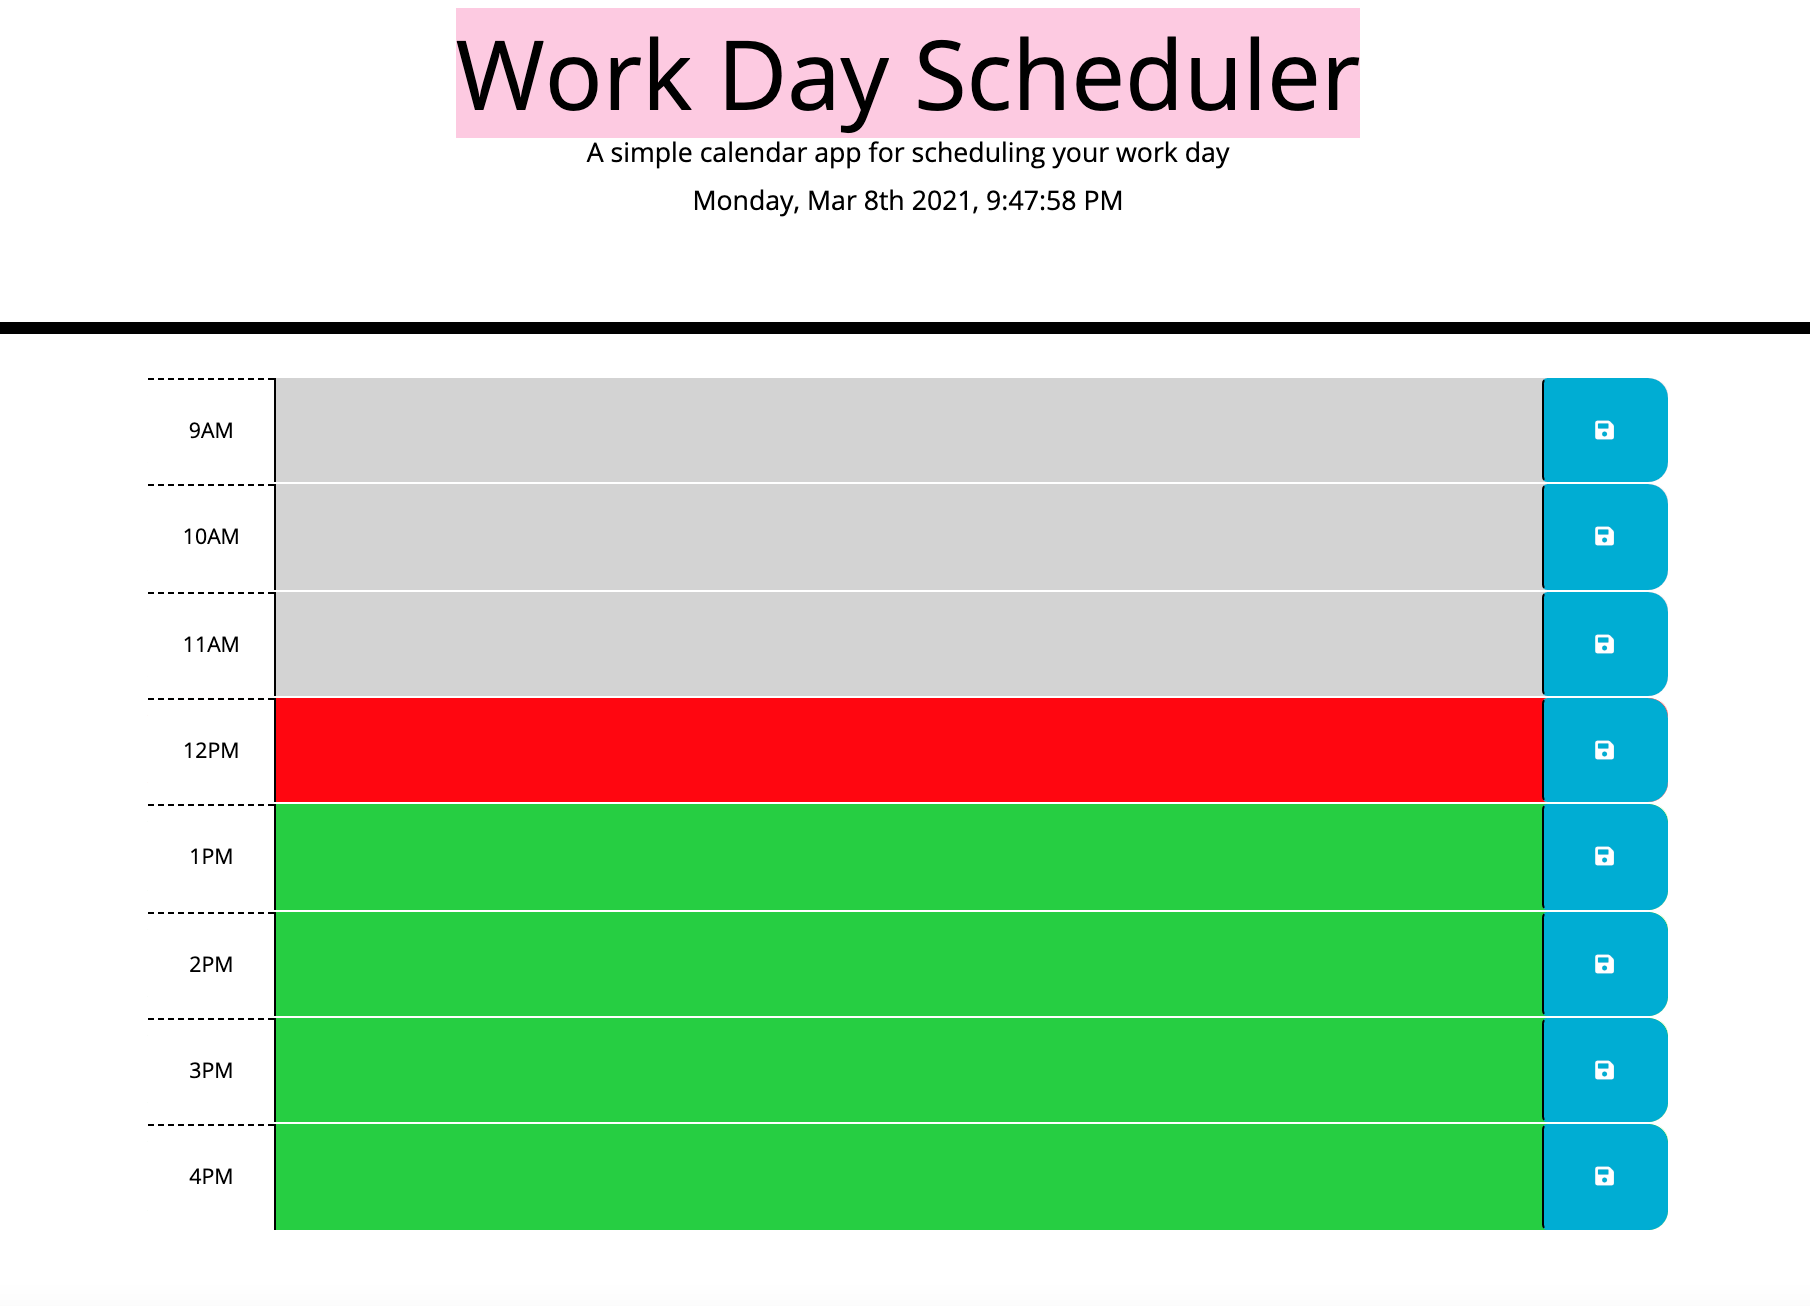 Work Day Scheduler
A simple calendar app for scheduling your work day
Monday, Mar 8th 2021, 9:47:58 PM
9AM
10AM
11AM
12PM
1PM
2PM
3PM
4PM